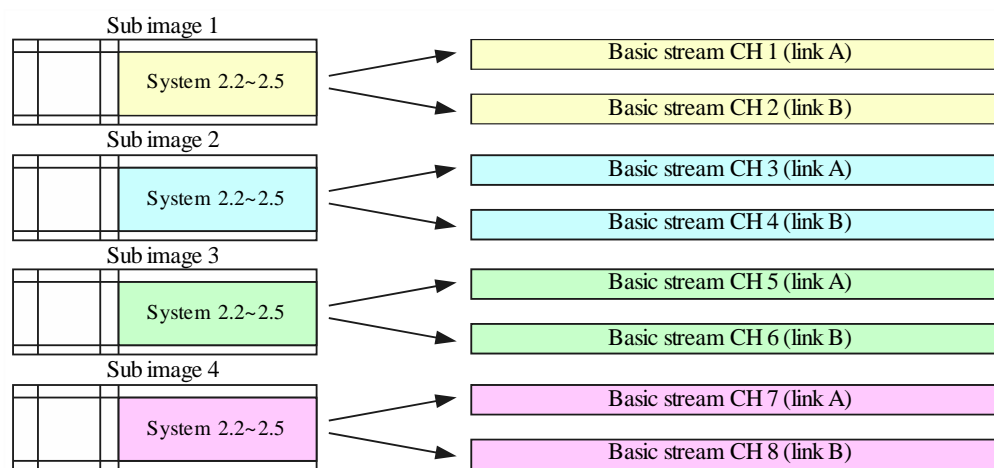 Sub image 1
System 2.2~2.5
Basic stream CH 1 (link A)
Basic stream CH 2 (link B)
Sub image 2
System 2.2~2.5
Basic stream CH 3 (link A)
Basic stream CH 4 (link B)
Sub image 3
System 2.2~2.5
Basic stream CH 5 (link A)
Basic stream CH 6 (link B)
Sub image 4
System 2.2~2.5
Basic stream CH 7 (link A)
Basic stream CH 8 (link B)